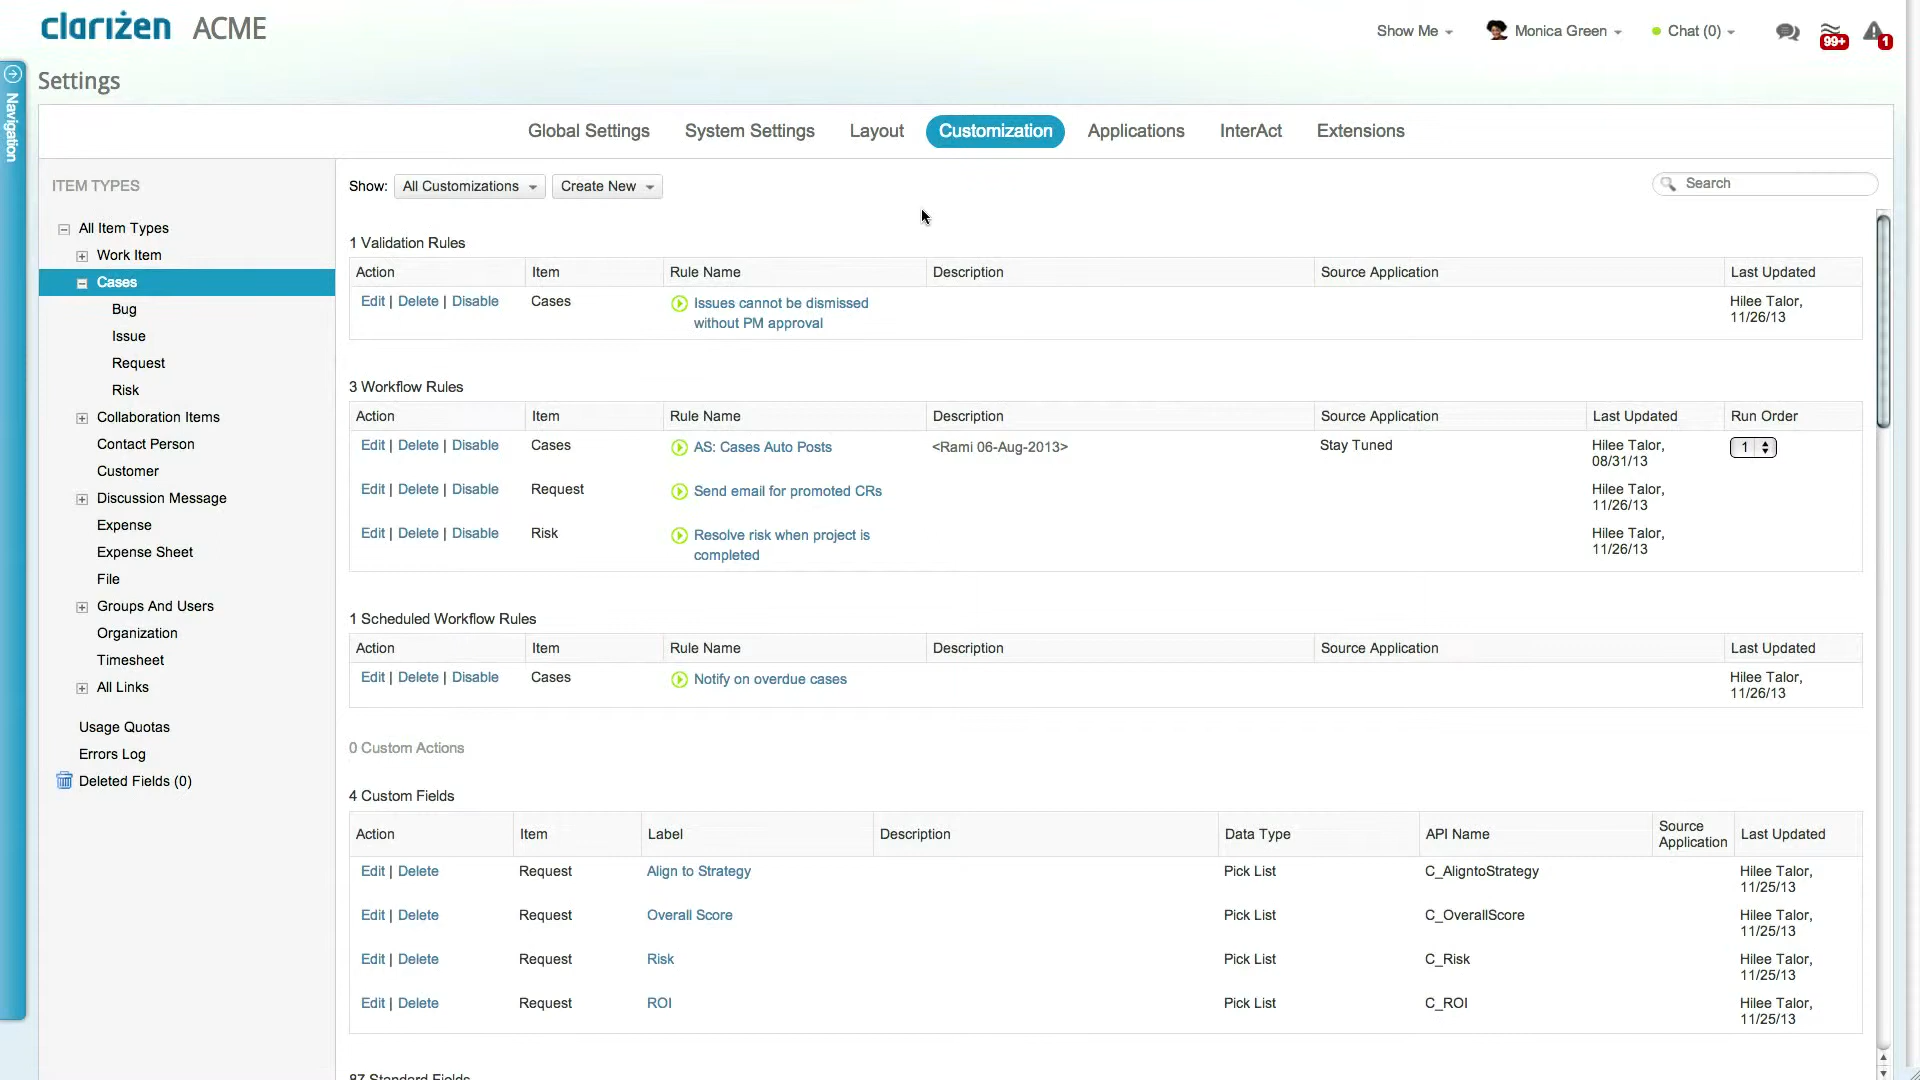 clarizen ACME
Show Me
Monica Green
Chat (0)
99+
1
Navigation
Settings
Global Settings System Settings Layout Customization Applications InterAct Extensions
ITEM TYPES
All Item Types
Work Item
Cases
Bug
Issue
Request
Risk
Collaboration Items
Contact Person
Customer
Discussion Message
Expense
Expense Sheet
File
Groups And Users
Organization
Timesheet
All Links
Usage Quotas
Errors Log
Deleted Fields (0)
Show: All Customizations Create New
Search
1 Validation Rules
Action Item Rule Name Description Source Application Last Updated
Edit | Delete | Disable Cases Issues cannot be dismissed Hilee Talor,
without PM approval 11/26/13
3 Workflow Rules
Action Item Rule Name Description Source Application Last Updated Run Order
Edit | Delete | Disable Cases AS: Cases Auto Posts <Rami 06-Aug-2013> Stay Tuned Hilee Talor, 1
08/31/13
Edit | Delete | Disable Request Send email for promoted CRs Hilee Talor,
11/26/13
Edit | Delete | Disable Risk Resolve risk when project is Hilee Talor,
completed 11/26/13
1 Scheduled Workflow Rules
Action Item Rule Name Description Source Application Last Updated
Edit | Delete | Disable Cases Notify on overdue cases Hilee Talor,
11/26/13
0 Custom Actions
4 Custom Fields
Action Item Label Description Data Type API Name Source Application Last Updated
Edit | Delete Request Align to Strategy Pick List C_AligntoStrategy Hilee Talor,
11/25/13
Edit | Delete Request Overall Score Pick List C_OverallScore Hilee Talor,
11/25/13
Edit | Delete Request Risk Pick List C_Risk Hilee Talor,
11/25/13
Edit | Delete Request ROI Pick List C_ROI Hilee Talor,
11/25/13
87 Standard Fields